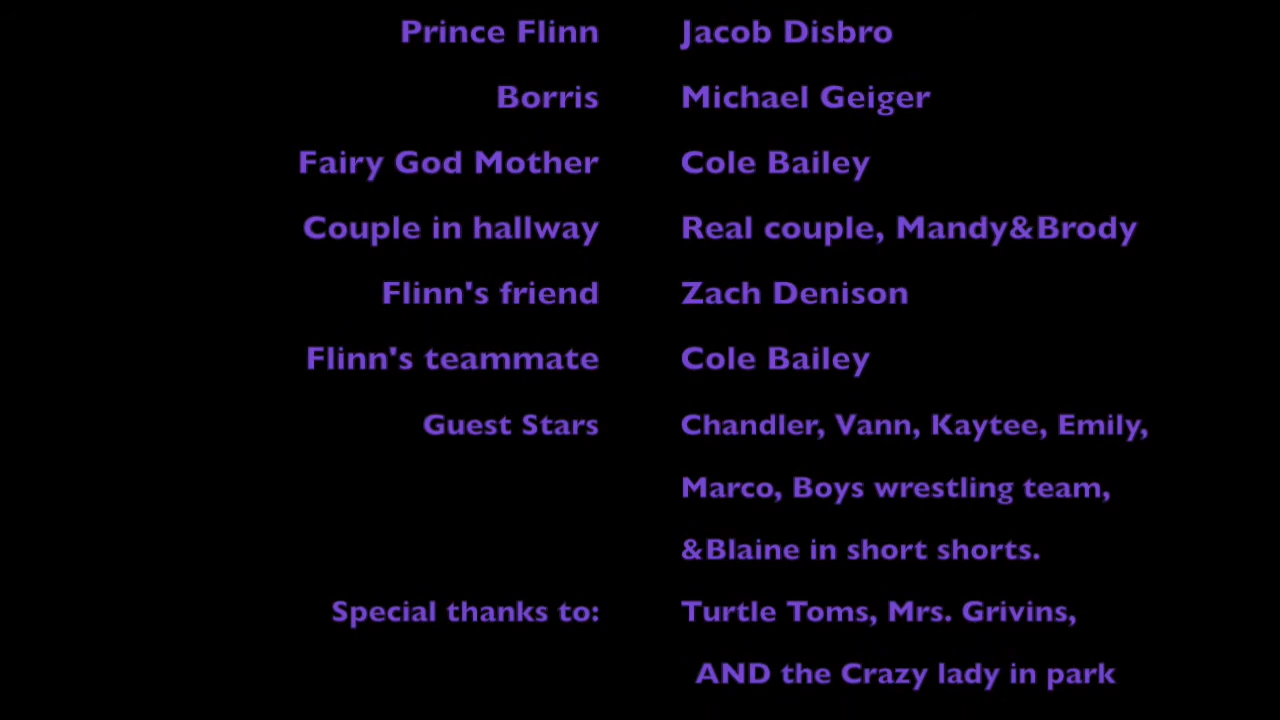 Prince Flinn Jacob Disbro
Borris Michael Geiger
Fairy God Mother Cole Bailey
Couple in hallway Real couple, Mandy&Brody
Flinn's friend Zach Denison
Flinn's teammate Cole Bailey
Guest Stars Chandler, Vann, Kaytee, Emily,
Marco, Boys wrestling team,
&Blaine in short shorts.
Special thanks to: Turtle Toms, Mrs. Grivins,
AND the Crazy lady in park